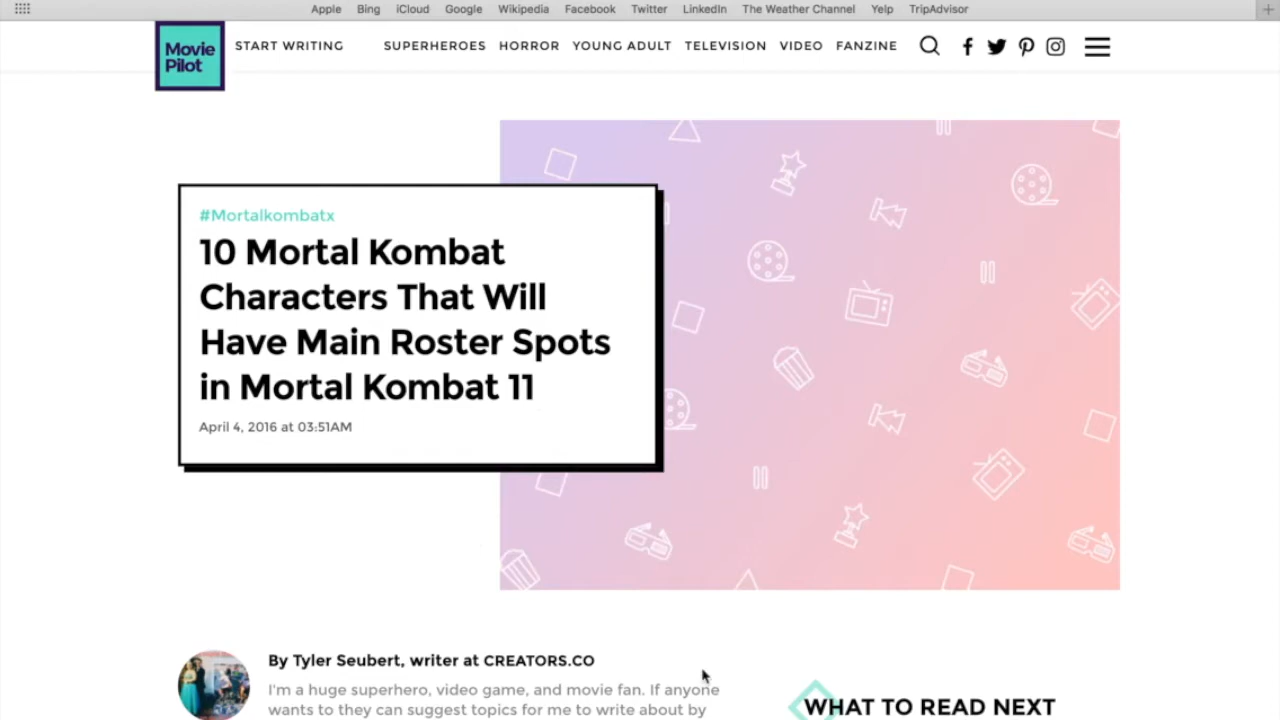 Apple Bing iCloud Google Wikipedia Facebook Twitter LinkedIn The Weather Channel Yelp TripAdvisor
Movie
Pilot
START WRITING SUPERHEROES HORROR YOUNG ADULT TELEVISION VIDEO FANZINE
#Mortalkombatx
10 Mortal Kombat
Characters That Will
Have Main Roster Spots
in Mortal Kombat 11
April 4, 2016 at 03:51AM
By Tyler Seubert, writer at CREATORS.CO
I'm a huge superhero, video game, and movie fan. If anyone
wants to they can suggest topics for me to write about by
WHAT TO READ NEXT